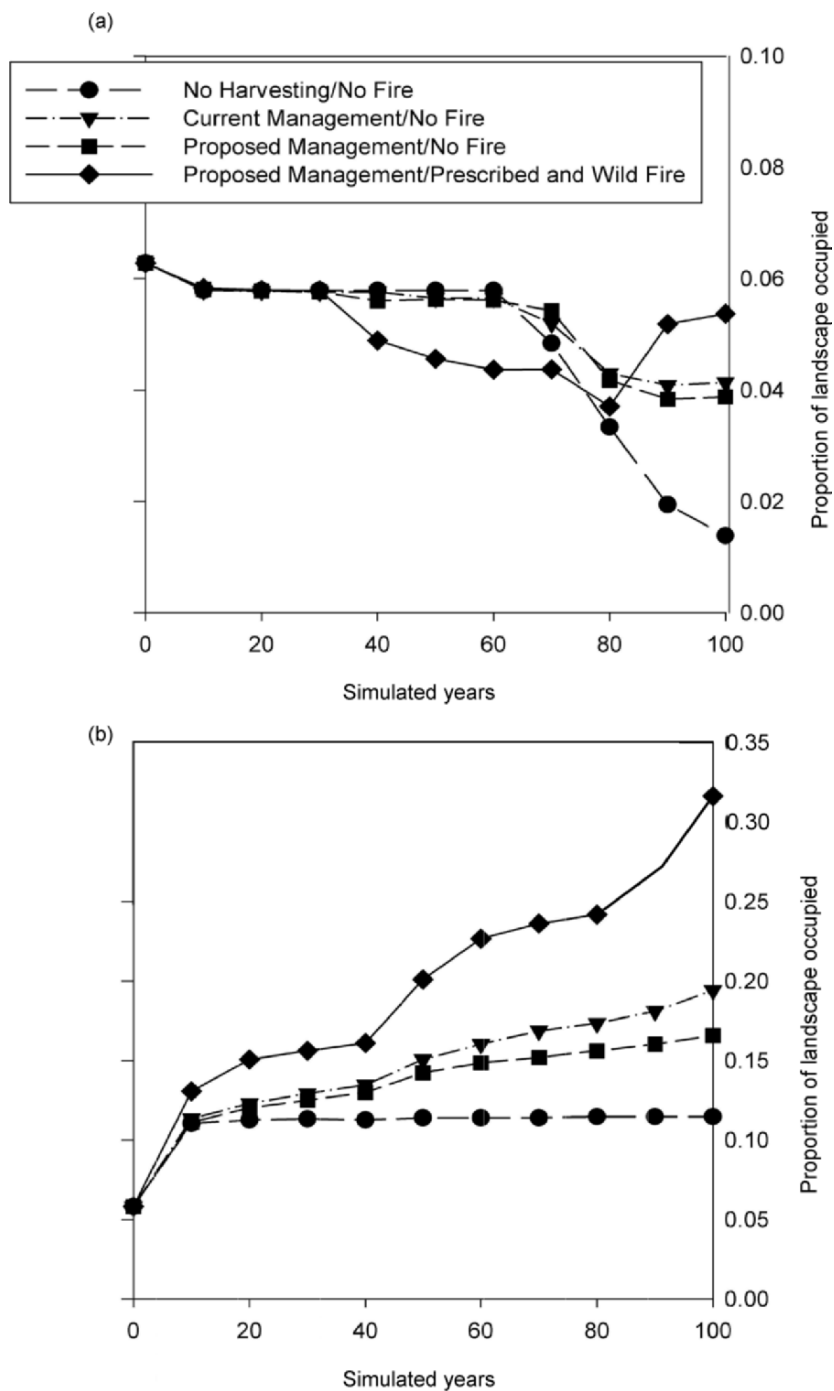 (a)
0.10
No Harvesting/No Fire
Current Management/No Fire
Proposed Management/No Fire
Proposed Management/Prescribed and Wild Fire
0.08
0.06
0.04
0.02
0.00
Proportion of landscape occupied
0 20 40 60 80 100
Simulated years
(b)
0.35
0.30
0.25
0.20
0.15
0.10
0.05
0.00
Proportion of landscape occupied
0 20 40 60 80 100
Simulated years